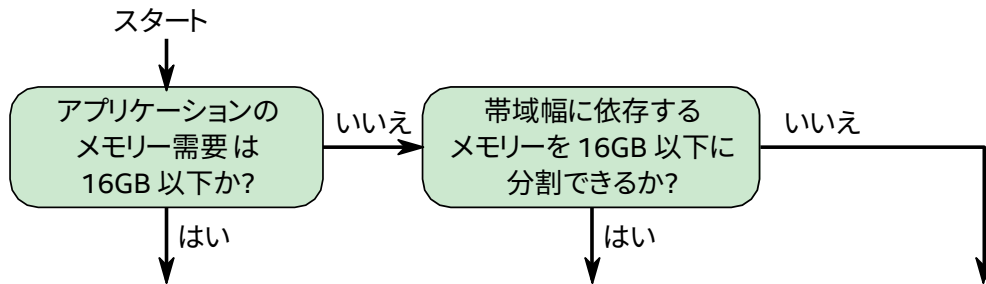 スタート
アプリケーションの
メモリー需要 は
16GB 以下か?
いいえ
帯域幅に依存する
メモリーを 16GB 以下に
分割できるか?
いいえ
はい
はい